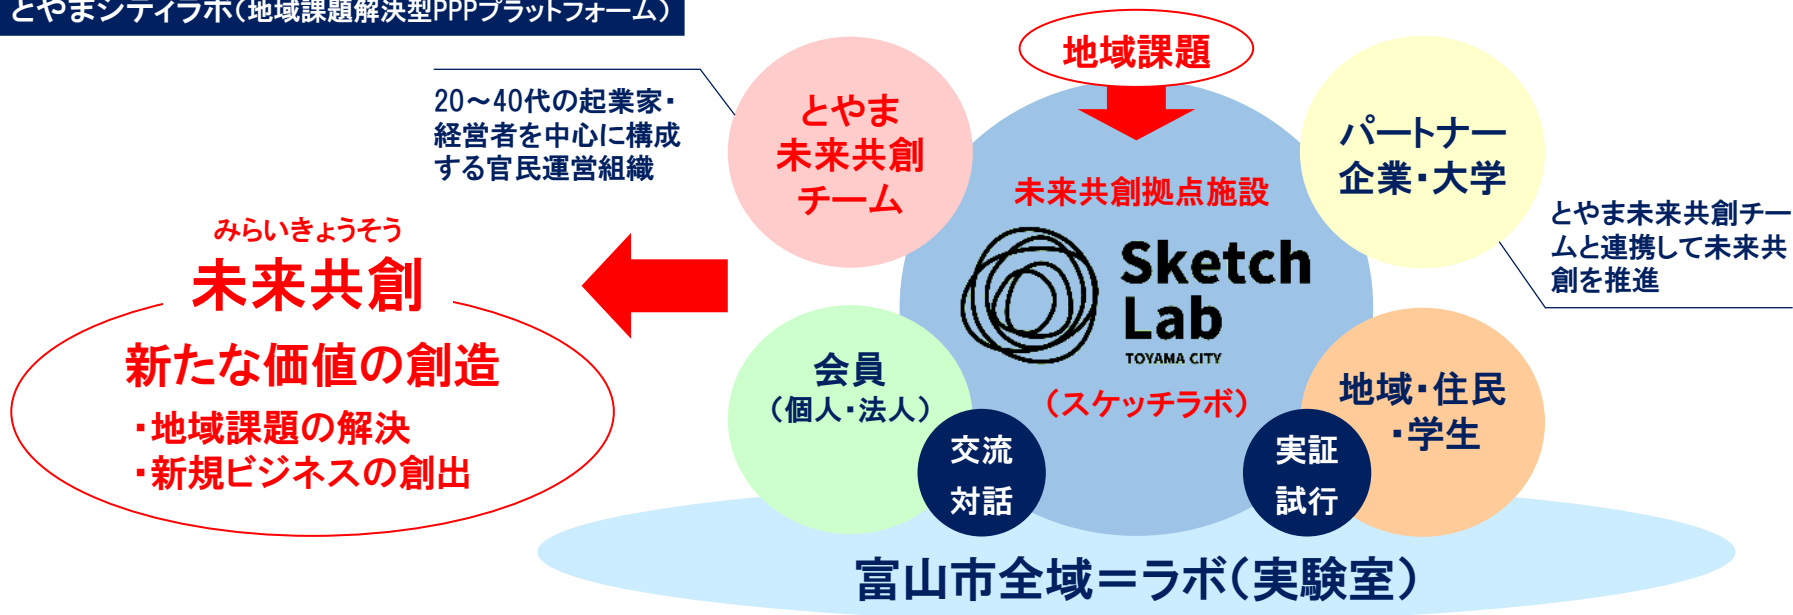 とやまシティラボ(地域課題解決型PPPプラットフォーム)
地域課題
20～40代の起業家・
経営者を中心に構成
する官民運営組織
とやま
未来共創
チーム
パートナー
企業・大学
とやま未来共創チー
ムと連携して未来共
創を推進
未来共創拠点施設
Sketch
Lab
TOYAMA CITY
(スケッチラボ)
みらいきょうそう
未来共創
新たな価値の創造
・地域課題の解決
・新規ビジネスの創出
会員
(個人・法人)
地域・住民
・学生
交流
対話
実証
試行
富山市全域＝ラボ(実験室)